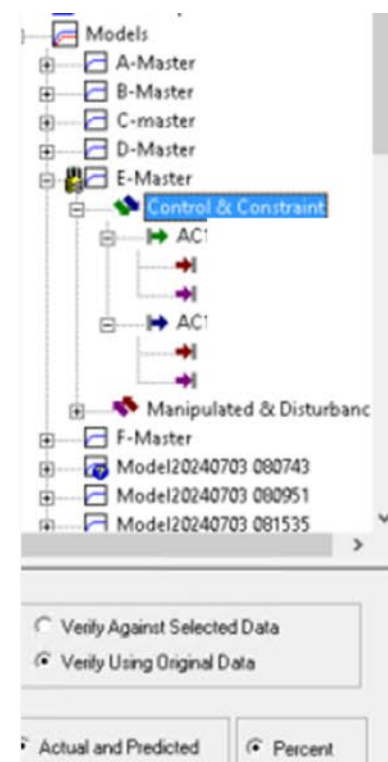 Models
A-Master
B-Master
C-master
D-Master
E-Master
Control & Constraint
AC1
AC1
Manipulated & Disturbanc
F-Master
Model20240703 080743
Model20240703 080951
Model20240703 081535
Verify Against Selected Data
Verify Using Original Data
Actual and Predicted
Percent